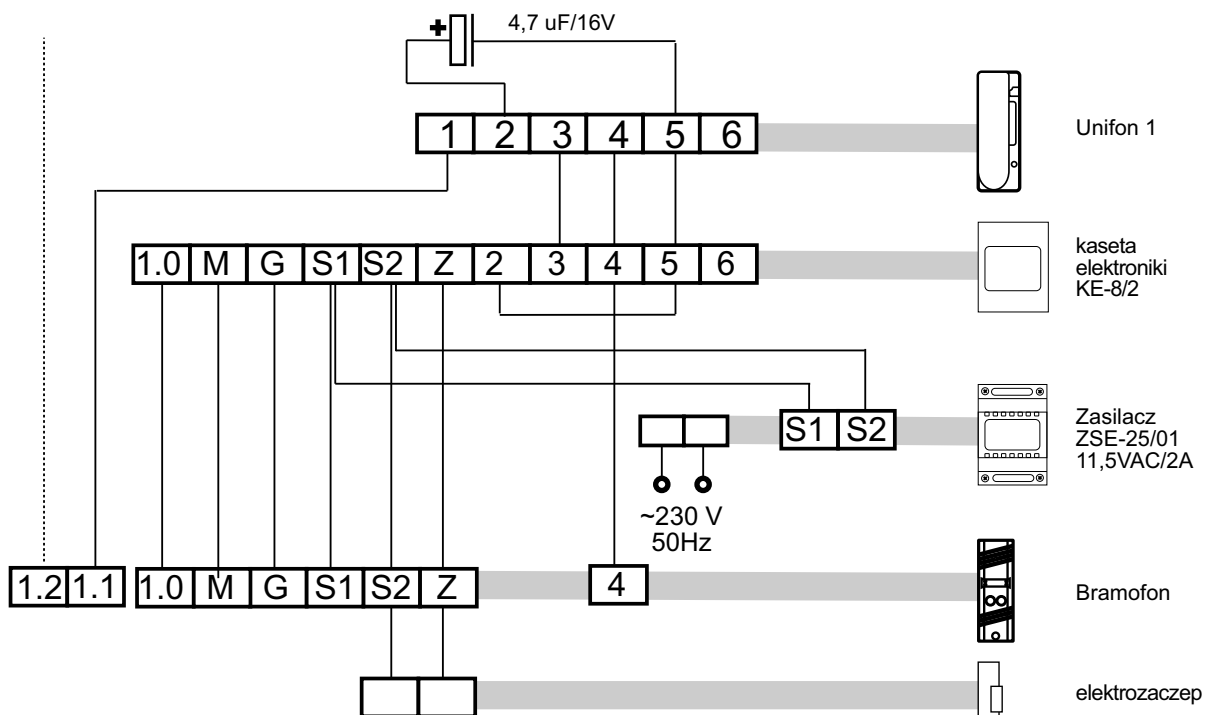 + 4,7 uF/16V
1 2 3 4 5 6
Unifon 1
1.0 M G S1 S2 Z 2 3 4 5 6
kaseta
elektroniki
KE-8/2
S1 S2
Zasilacz
ZSE-25/01
11,5VAC/2A
~230 V
50Hz
1.2 1.1 1.0 M G S1 S2 Z 4
Bramofon
elektrozaczep